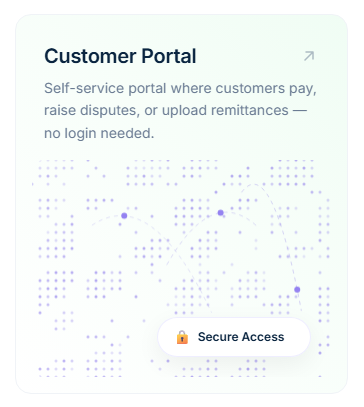 Customer Portal
Self-service portal where customers pay,
raise disputes, or upload remittances —
no login needed.
Secure Access